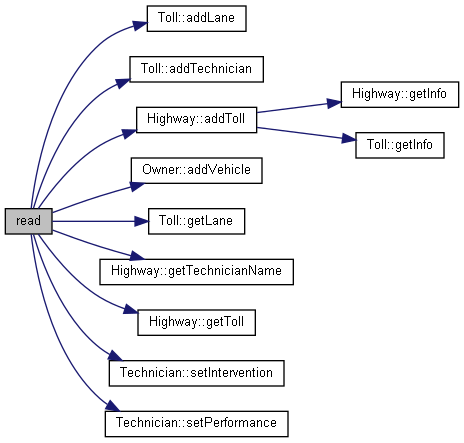 Toll::addLane
Toll::addTechnician
Highway::addToll
Highway::getInfo
Toll::getInfo
Owner::addVehicle
read
Toll::getLane
Highway::getTechnicianName
Highway::getToll
Technician::setIntervention
Technician::setPerformance